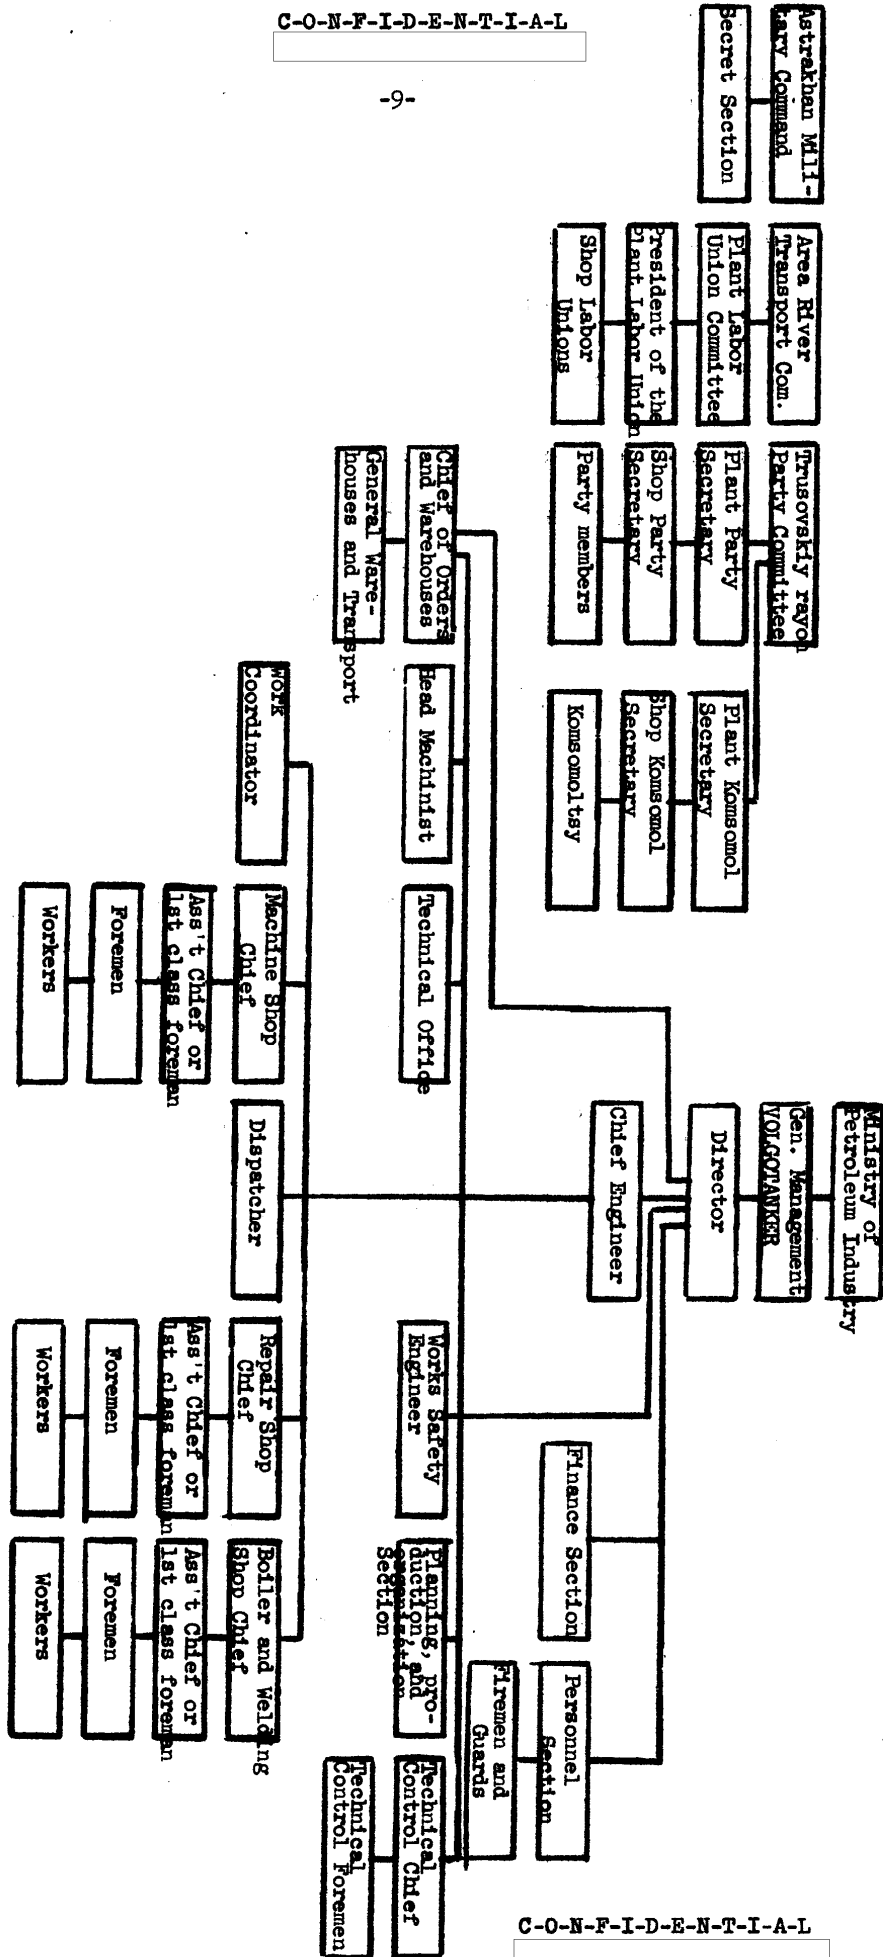 C-O-N-F-I-D-E-N-T-I-A-L
-9-
Astrakhan Mili-
tary Command
Secret Section
Area River
Transport Com.
Plant Labor
Union Committee
President of the
Plant Labor Union
Shop Labor
Unions
Trusovskiy rayon
Party Committee
Plant Party
Secretary
Shop Party
Secretary
Party members
Plant Komsomol
Secretary
Shop Komsomol
Secretary
Komsomoltsy
Ministry of
Petroleum Industry
Gen. Management
VOLGOTANKER
Director
Chief Engineer
Chief of Orders
and Warehouses
General Ware-
houses and Transport
Head Machinist
Technical Office
Works Safety
Engineer
Finance Section
Personnel
Section
Firemen and
Guards
Planning, pro-
duction, and
organization
Section
Technical
Control Chief
Technical
Control Foremen
Work
Coordinator
Machine Shop
Chief
Ass't Chief or
1st class foreman
Foremen
Workers
Dispatcher
Repair Shop
Chief
Ass't Chief or
1st class foreman
Foremen
Workers
Boiler and Welding
Shop Chief
Ass't Chief or
1st class foreman
Foremen
Workers
C-O-N-F-I-D-E-N-T-I-A-L